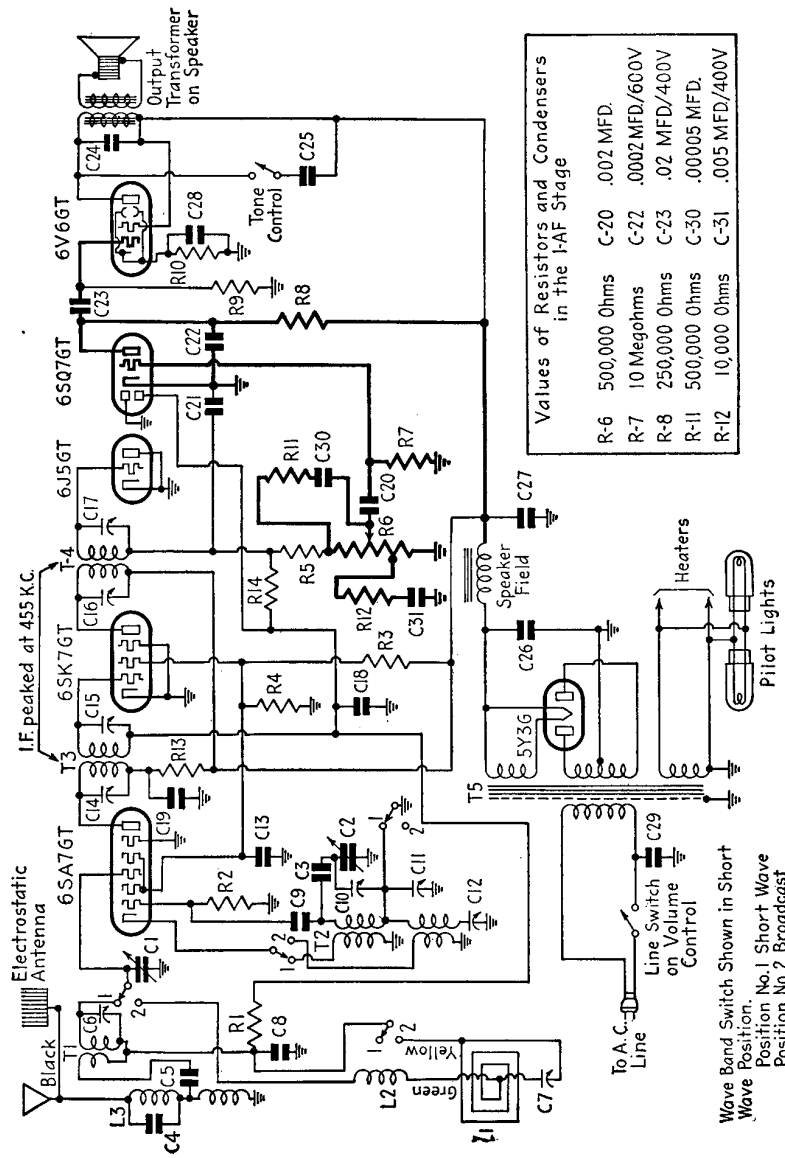 Electrostatic
Antenna
Black
L3
C4
C5
T1
C6
1
2
C1
R1
C8
1
2
Yellow
Green
L2
L1
C7
6SA7GT
C14
T3
C15
C19
R13
R2
C13
C9
C3
C2
C10
1
2
T2
C11
C12
1
2
I.F. peaked at 455 K.C.
6SK7GT
C16
T-4
C17
R4
R3
C18
R14
R5
R12
C31
R6
R11
C30
C20
R7
6J5GT
6SQ7GT
C21
C22
C23
R8
R9
R10
C28
6V6GT
C24
Output
Transformer
on Speaker
Tone
Control
C25
To A.C.
Line
Line Switch
on Volume
Control
C29
T5
5Y3G
C26
Speaker
Field
C27
Heaters
Pilot Lights
Wave Band Switch Shown in Short
Wave Position.
Position No.1 Short Wave
Position No.2 Broadcast
Values of Resistors and Condensers
in the I-AF Stage
R-6 500,000 Ohms C-20 .002 MFD.
R-7 10 Megohms C-22 .0002 MFD/600V
R-8 250,000 Ohms C-23 .02 MFD/400V
R-11 500,000 Ohms C-30 .00005 MFD.
R-12 10,000 Ohms C-31 .005 MFD/400V